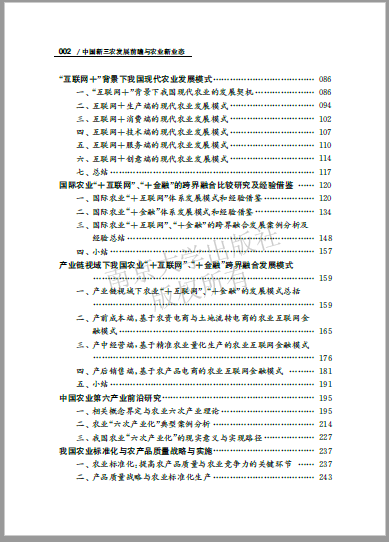 002 / 中国新三农发展前瞻与农业新业态
“互联网＋”背景下我国现代农业发展模式 …… 086
一、“互联网＋”背景下我国现代农业的发展契机 …… 086
二、互联网＋生产端的现代农业发展模式 …… 094
三、互联网＋消费端的现代农业发展模式 …… 102
四、互联网＋技术端的现代农业发展模式 …… 107
五、互联网＋服务端的现代农业发展模式 …… 110
六、互联网＋创意端的现代农业发展模式 …… 114
七、总结 …… 117
国际农业“＋互联网”、“＋金融”的跨界融合比较研究及经验借鉴 …… 120
一、国际农业“＋互联网”体系发展模式和经验借鉴 …… 120
二、国际农业“＋金融”体系发展模式和经验借鉴 …… 134
三、国际农业“＋互联网”、“＋金融”的跨界融合发展案例分析及
经验总结 …… 148
四、小结 …… 157
产业链视域下我国农业“＋互联网”、“＋金融”跨界融合发展模式
…… 159
一、产业链视域下农业“＋互联网”、“＋金融”的发展模式总括
…… 159
二、产前成本端，基于农资电商与土地流转电商的农业互联网金
融模式 …… 165
三、产中经营端，基于精准农业量化生产的农业互联网金融模式
…… 176
四、产后销售端，基于农产品电商的农业互联网金融模式 …… 181
五、小结 …… 191
中国农业第六产业前沿研究 …… 195
一、相关概念界定与农业六次产业理论 …… 195
二、农业“六次产业化”典型案例分析 …… 214
三、我国农业“六次产业化”的现实意义与实现路径 …… 227
我国农业标准化与农产品质量战略与实施 …… 237
一、农业标准化：提高农产品质量与农业竞争力的关键环节 …… 237
二、产品质量战略与农业标准化生产 …… 243
南京大学出版社
版权所有